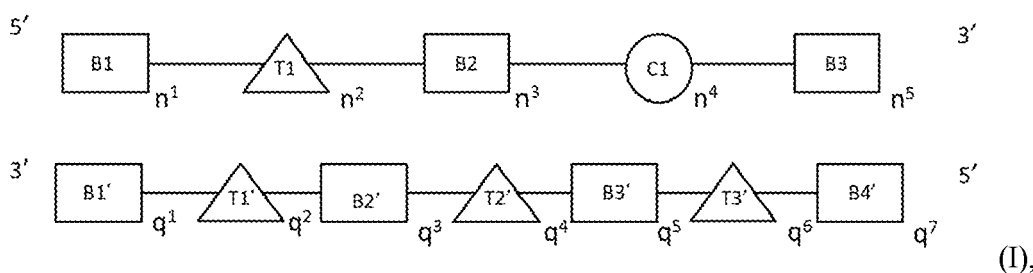 5′ B1 n¹ T1 n² B2 n³ C1 n⁴ B3 n⁵ 3′
3′ B1′ q¹ T1′ q² B2′ q³ T2′ q⁴ B3′ q⁵ T3′ q⁶ B4′ q⁷ 5′
(I),